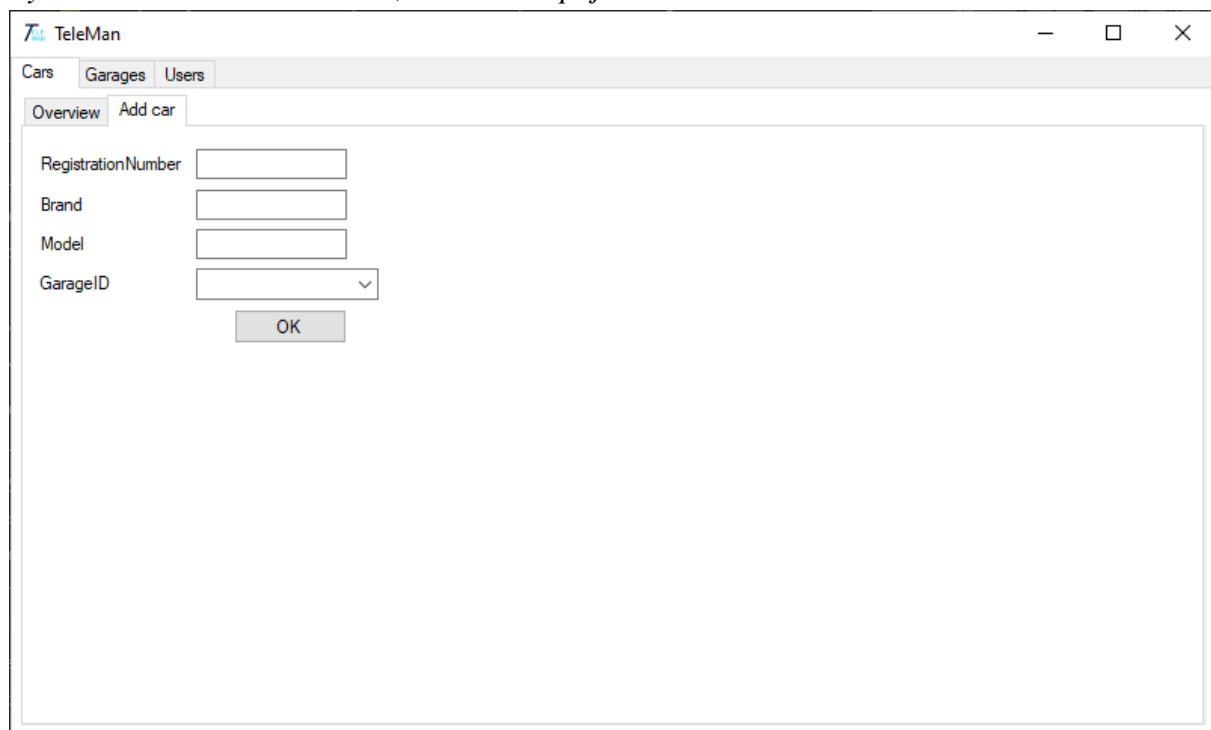 TeleMan
Cars Garages Users
Overview Add car
RegistrationNumber
Brand
Model
GarageID
OK